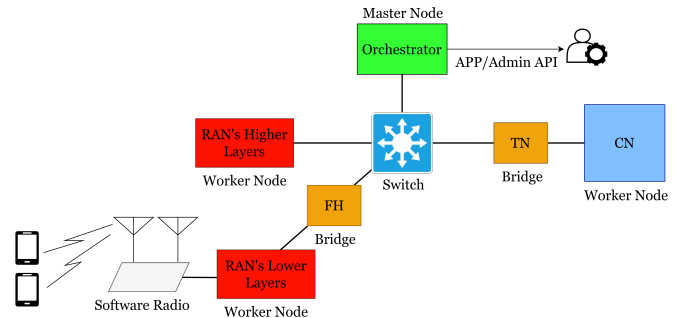 Master Node
Orchestrator
APP/Admin API
RAN's Higher
Layers
Worker Node
Switch
TN
Bridge
CN
Worker Node
FH
Bridge
RAN's Lower
Layers
Worker Node
Software Radio